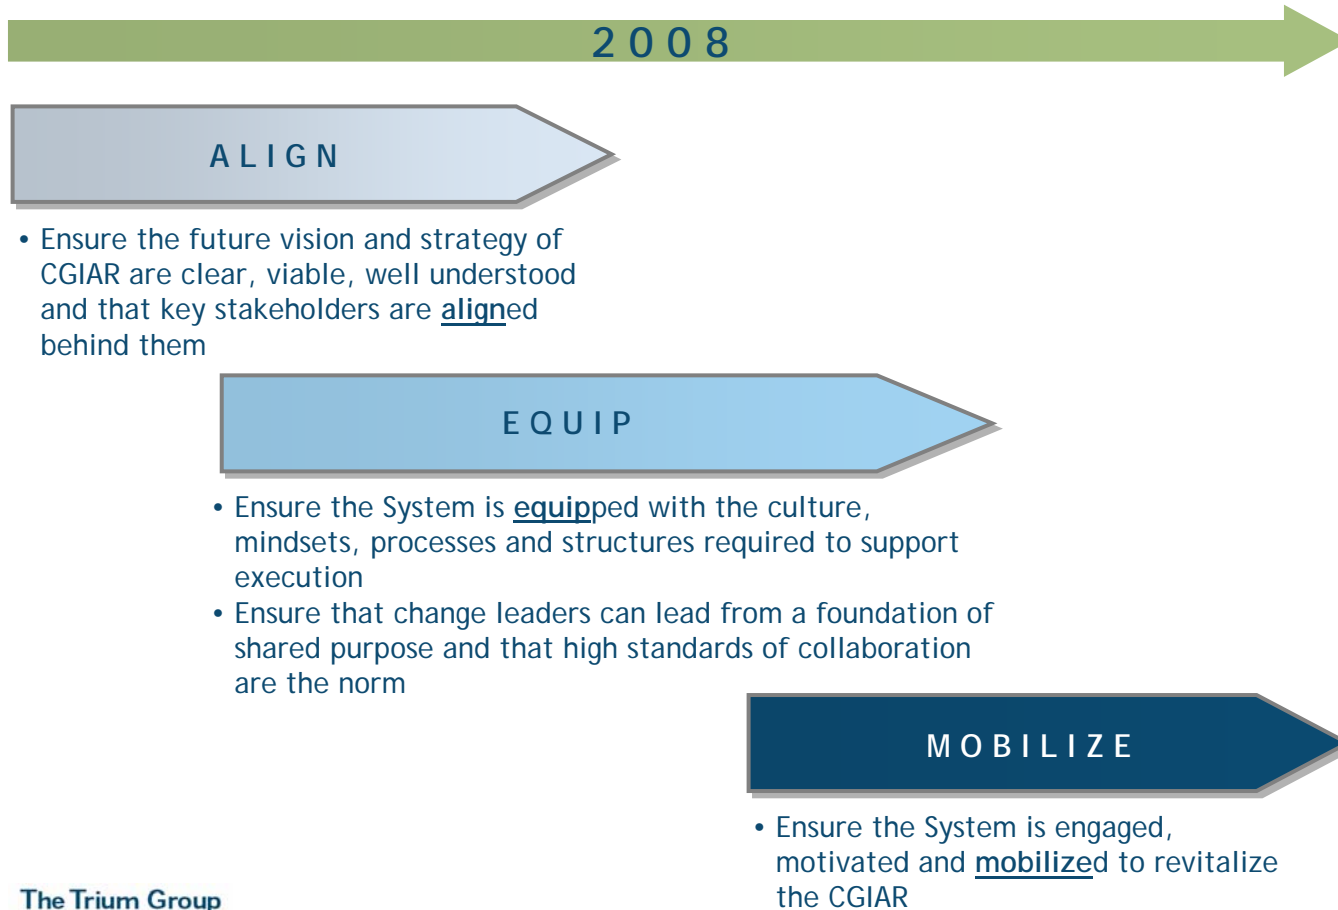 2008
ALIGN
• Ensure the future vision and strategy of
CGIAR are clear, viable, well understood
and that key stakeholders are aligned
behind them
EQUIP
• Ensure the System is equipped with the culture,
mindsets, processes and structures required to support
execution
• Ensure that change leaders can lead from a foundation of
shared purpose and that high standards of collaboration
are the norm
MOBILIZE
• Ensure the System is engaged,
motivated and mobilized to revitalize
the CGIAR
The Trium Group